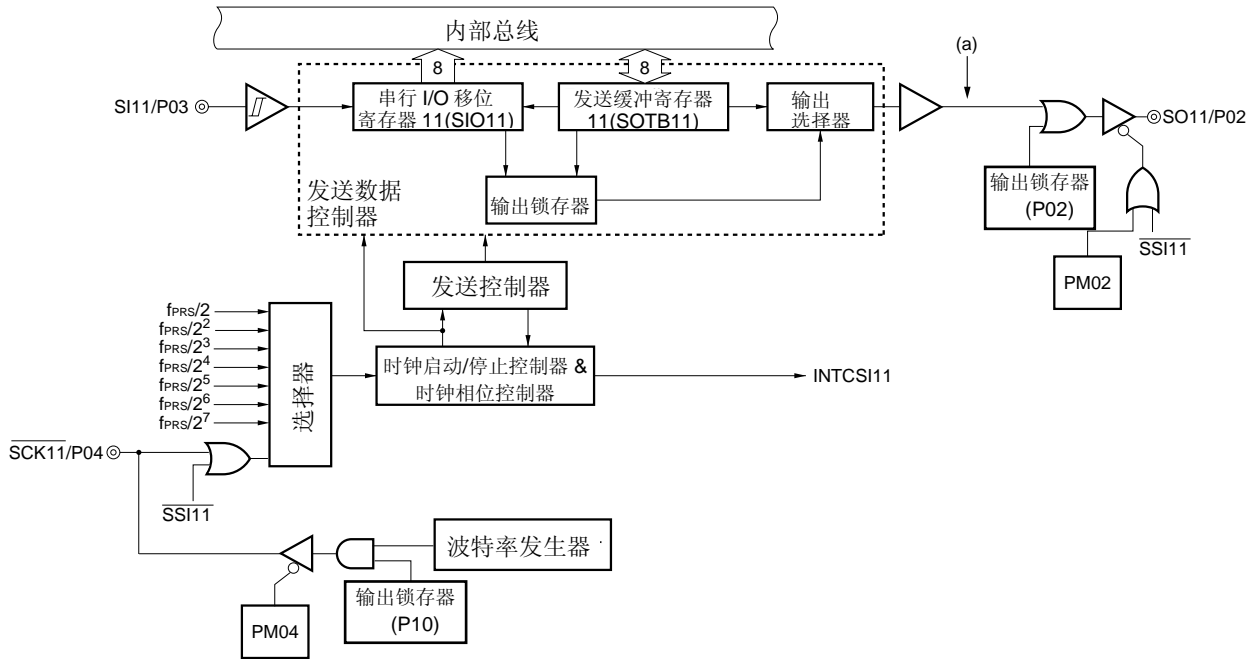 内部总线
8
8
(a)
SI11/P03
串行 I/O 移位
寄存器 11(SIO11)
发送缓冲寄存器
11(SOTB11)
输出
选择器
SO11/P02
发送数据
控制器
输出锁存器
输出锁存器
(P02)
SSI11
PM02
发送控制器
fPRS/2
fPRS/2²
fPRS/2³
fPRS/2⁴
fPRS/2⁵
fPRS/2⁶
fPRS/2⁷
选择器
时钟启动/停止控制器 &
时钟相位控制器
INTCSI11
SCK11/P04
SSI11
波特率发生器
输出锁存器
(P10)
PM04